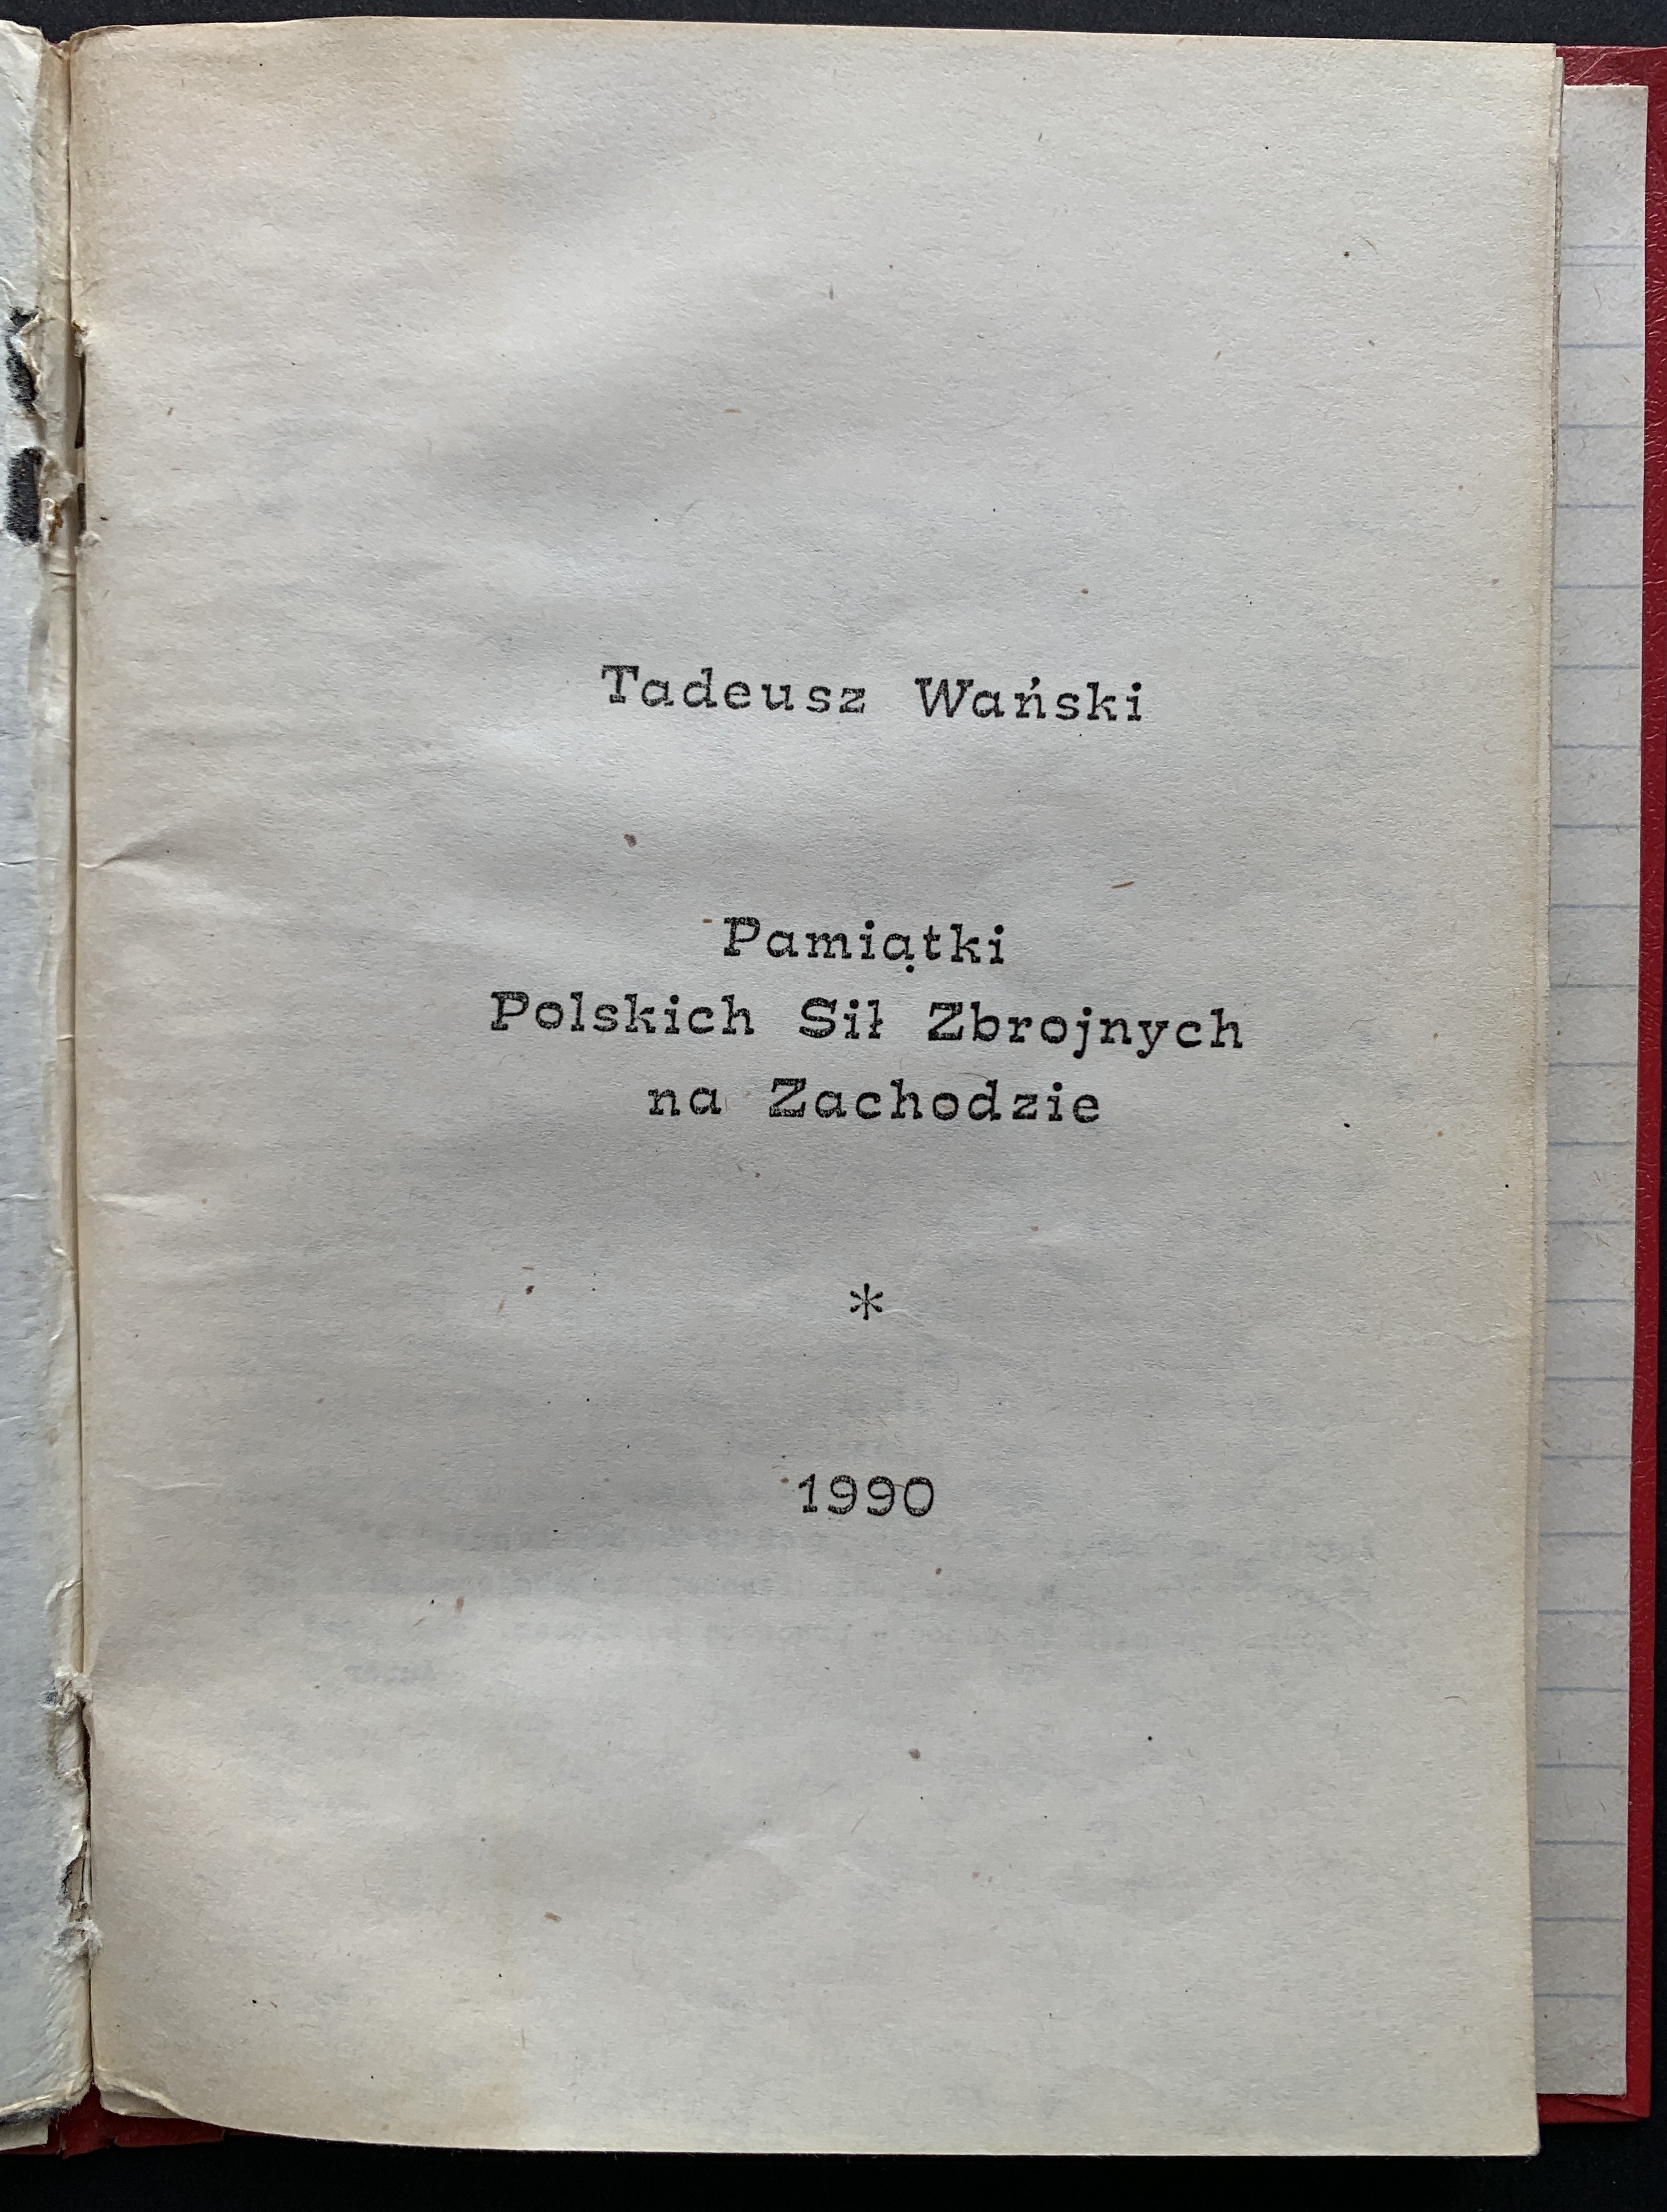 Tadeusz Wański
Pamiątki
Polskich Sił Zbrojnych
na Zachodzie
*
1990